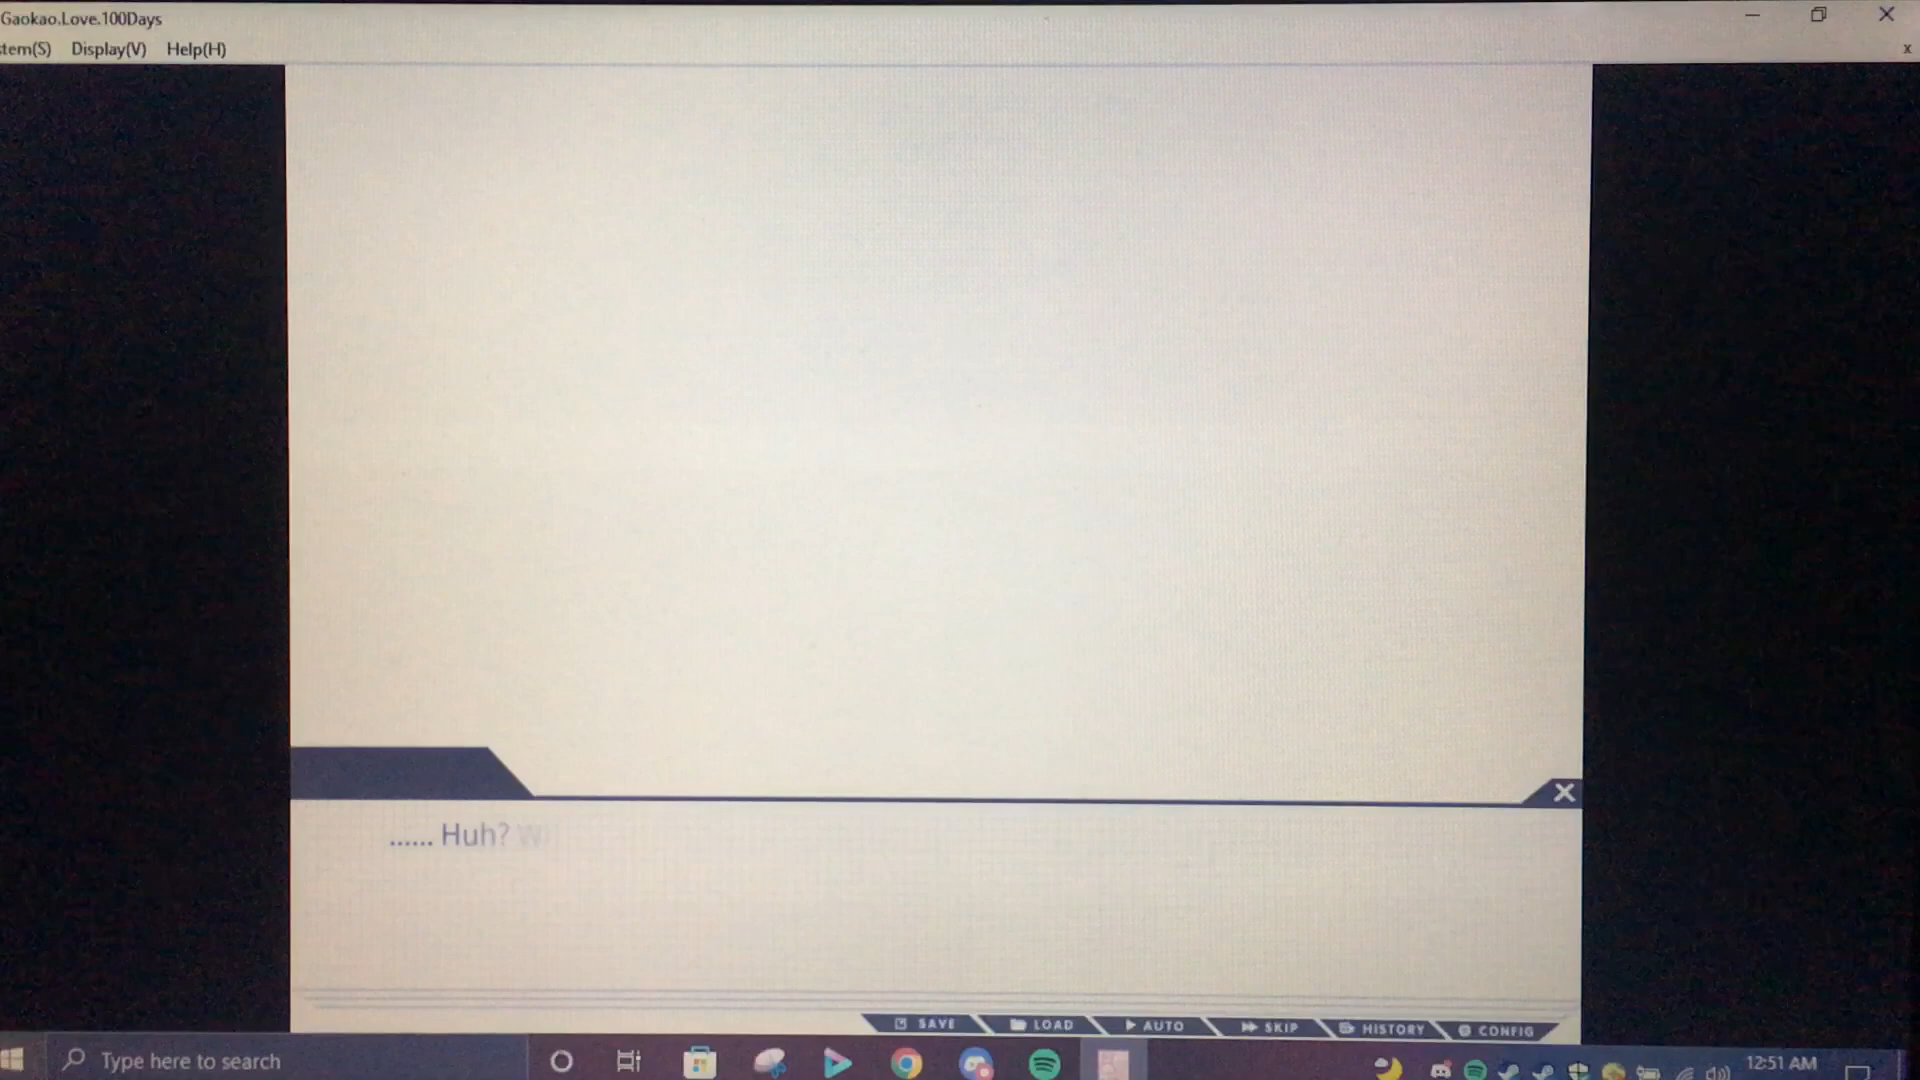 Gaokao.Love.100Days
tem(S) Display(V) Help(H)
...... Huh? W
SAVE LOAD AUTO SKIP HISTORY CONFIG
Type here to search
12:51 AM